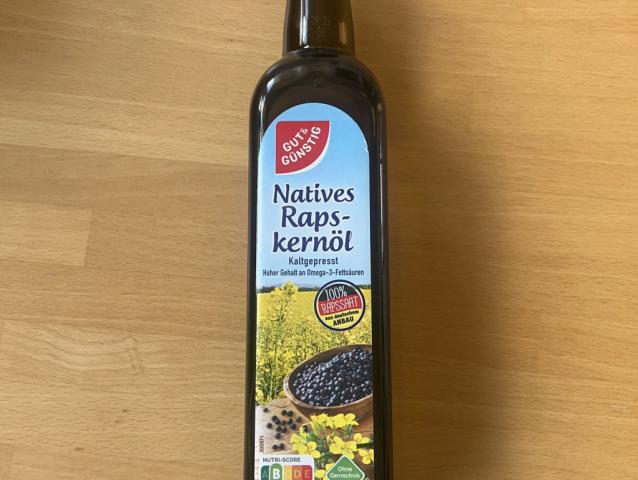 GUT&
GÜNSTIG
Natives
Raps-
kernöl
Kaltgepresst
Hoher Gehalt an Omega-3-Fettsäuren
100%
RAPSSAAT
aus deutschem
ANBAU
NUTRI-SCORE
A B C D E
Ohne
Gentechnik